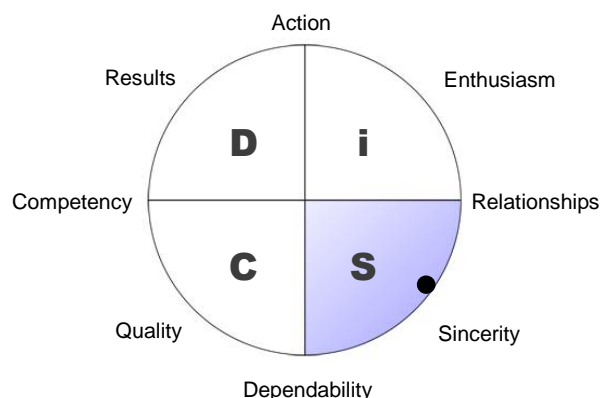 Action
Results
Enthusiasm
D
i
Competency
Relationships
C
S
Quality
Sincerity
Dependability